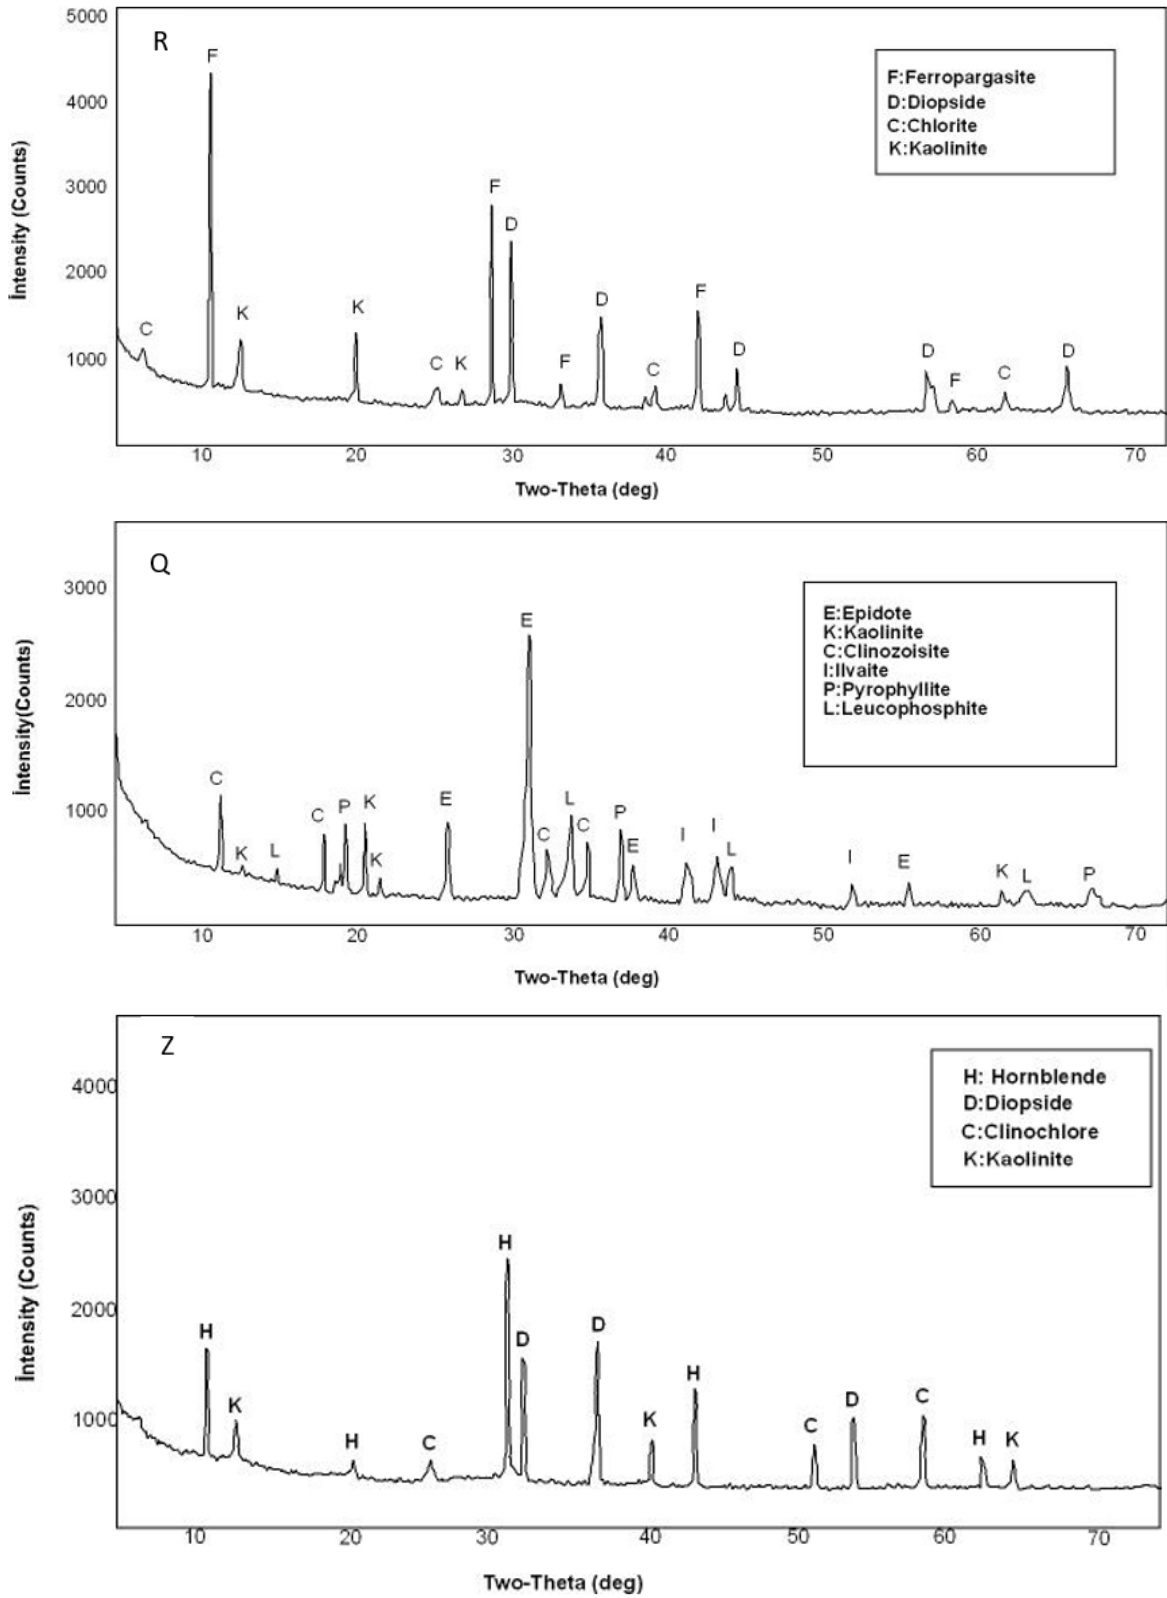 5000
R
F
F:Ferropargasite
D:Diopside
C:Chlorite
K:Kaolinite
4000
3000
F
D
2000
K
K
D
F
C
1000
C
K
F
C
D
D
F
C
D
İntensity (Counts)
10
20
30
40
50
60
70
Two-Theta (deg)
Q
3000
E:Epidote
K:Kaolinite
C:Clinozoisite
I:Ilvaite
P:Pyrophyllite
L:Leucophosphite
E
2000
C
1000
K
L
C
P
K
K
E
C
L
C
P
E
I
I
L
I
E
K
L
P
İntensity(Counts)
10
20
30
40
50
60
70
Two-Theta (deg)
Z
H: Hornblende
D:Diopside
C:Clinochlore
K:Kaolinite
4000
3000
H
2000
H
D
D
K
H
1000
H
C
K
C
D
C
H
K
İntensity (Counts)
10
20
30
40
50
60
70
Two-Theta (deg)